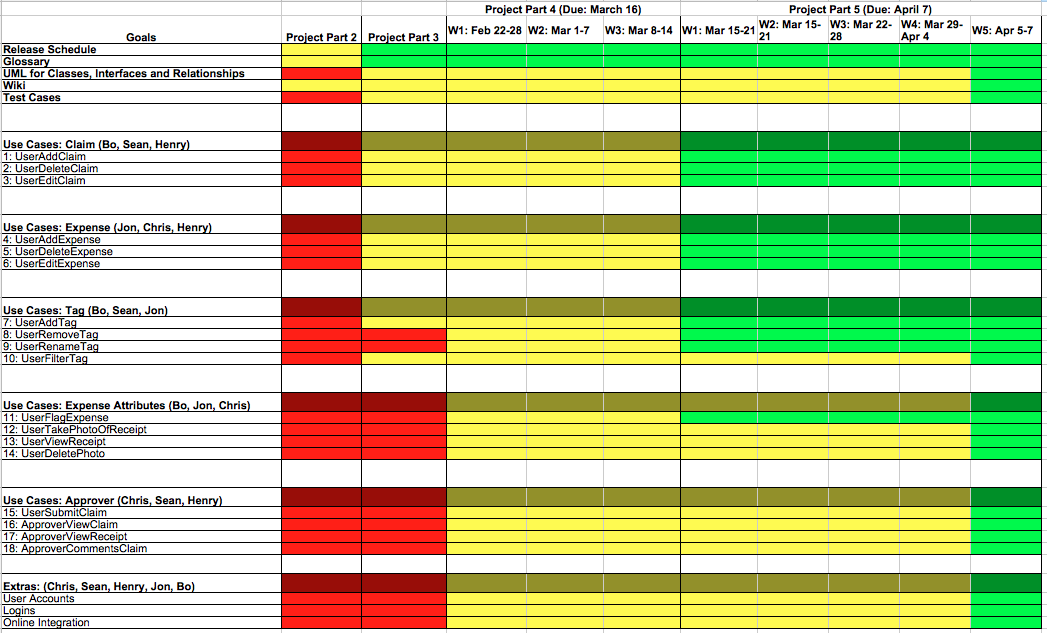 Project Part 4 (Due: March 16) Project Part 5 (Due: April 7)
Goals Project Part 2 Project Part 3 W1: Feb 22-28 W2: Mar 1-7 W3: Mar 8-14 W1: Mar 15-21 W2: Mar 15-21 W3: Mar 22-28 W4: Mar 29-Apr 4 W5: Apr 5-7
Release Schedule
Glossary
UML for Classes, Interfaces and Relationships
Wiki
Test Cases
Use Cases: Claim (Bo, Sean, Henry)
1: UserAddClaim
2: UserDeleteClaim
3: UserEditClaim
Use Cases: Expense (Jon, Chris, Henry)
4: UserAddExpense
5: UserDeleteExpense
6: UserEditExpense
Use Cases: Tag (Bo, Sean, Jon)
7: UserAddTag
8: UserRemoveTag
9: UserRenameTag
10: UserFilterTag
Use Cases: Expense Attributes (Bo, Jon, Chris)
11: UserFlagExpense
12: UserTakePhotoOfReceipt
13: UserViewReceipt
14: UserDeletePhoto
Use Cases: Approver (Chris, Sean, Henry)
15: UserSubmitClaim
16: ApproverViewClaim
17: ApproverViewReceipt
18: ApproverCommentsClaim
Extras: (Chris, Sean, Henry, Jon, Bo)
User Accounts
Logins
Online Integration